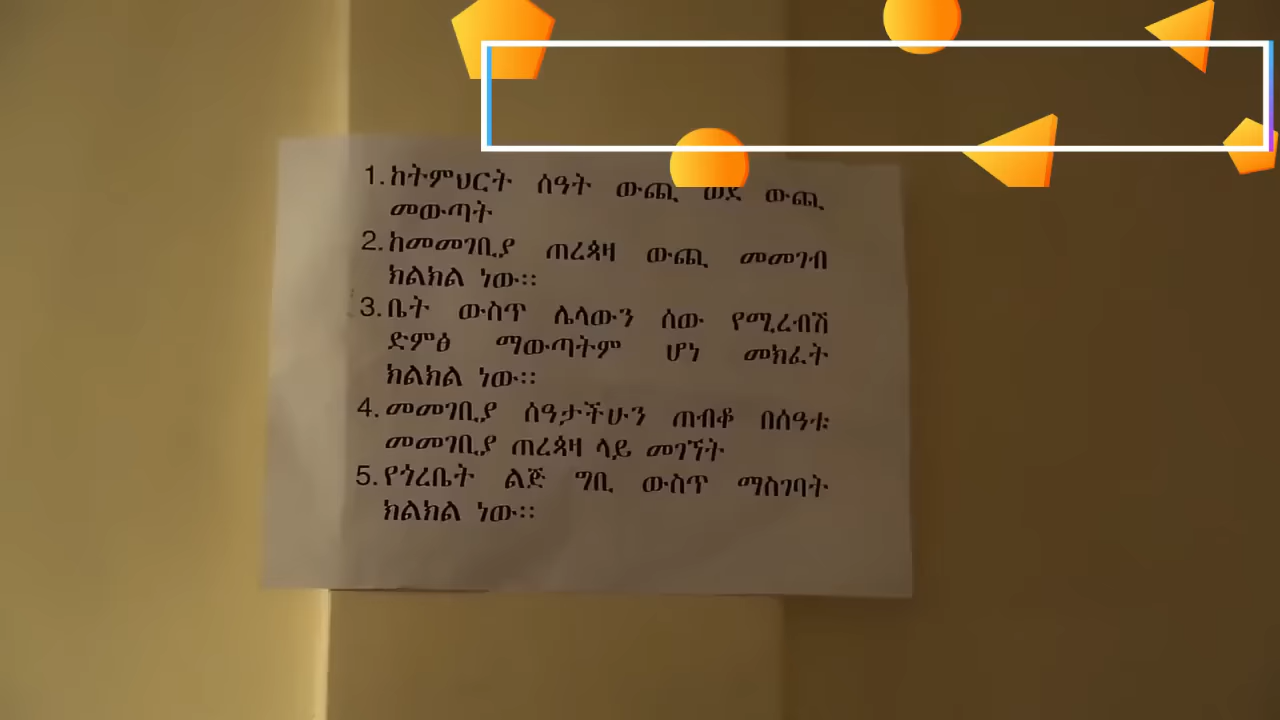 1. ከትምህርት ሰዓት ውጪ ወደ ውጪ
መውጣት
2. ከመመገቢያ ጠረጴዛ ውጪ መመገብ
ክልክል ነው፡፡
3. ቤት ውስጥ ሌላውን ሰው የሚረብሽ
ድምፅ ማውጣትም ሆነ መክፈት
ክልክል ነው፡፡
4. መመገቢያ ሰዓታችሁን ጠብቆ በሰዓቱ
መመገቢያ ጠረጴዛ ላይ መገኘት
5. የጎረቤት ልጅ ግቢ ውስጥ ማስገባት
ክልክል ነው፡፡